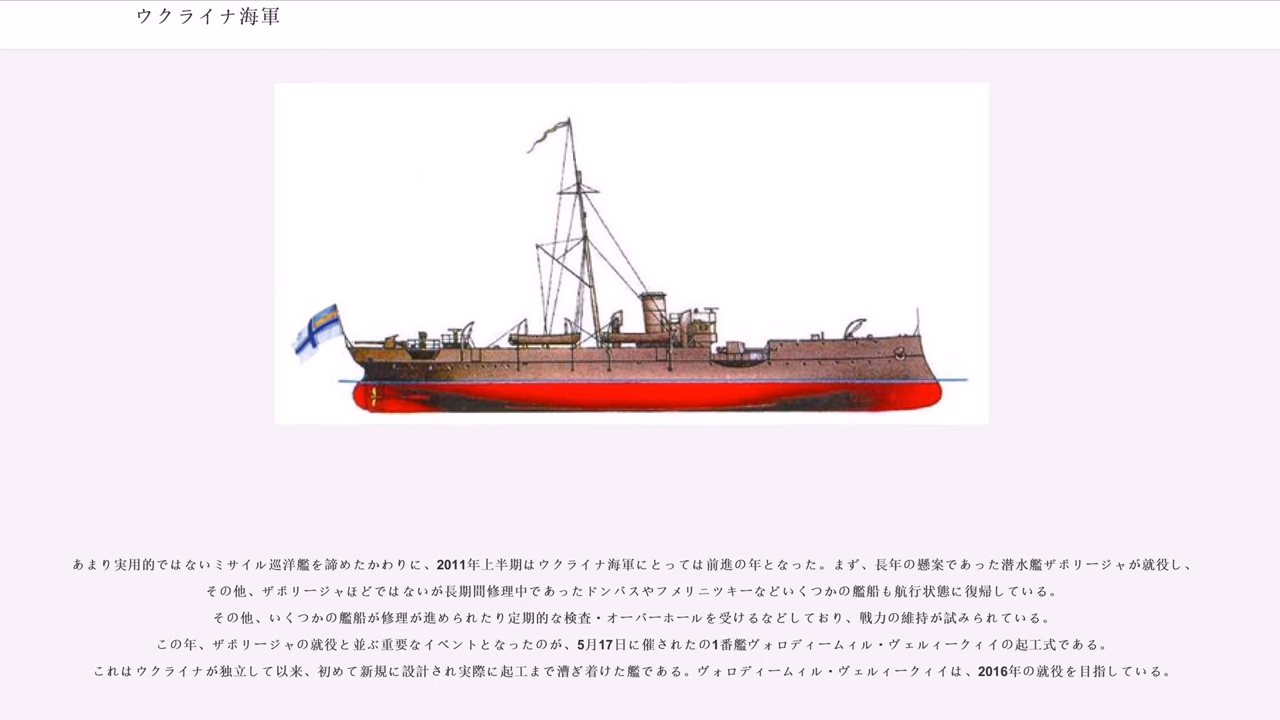 ウクライナ海軍
あまり実用的ではないミサイル巡洋艦を諦めたかわりに、2011年上半期はウクライナ海軍にとっては前進の年となった。まず、長年の懸案であった潜水艦ザポリージャが就役し、
その他、ザポリージャほどではないが長期間修理中であったドンバスやフメリニツキーなどいくつかの艦船も航行状態に復帰している。
その他、いくつかの艦船が修理が進められたり定期的な検査・オーバーホールを受けるなどしており、戦力の維持が試みられている。
この年、ザポリージャの就役と並ぶ重要なイベントとなったのが、5月17日に催されたの1番艦ヴォロディームィル・ヴェルィークィイの起工式である。
これはウクライナが独立して以来、初めて新規に設計され実際に起工まで漕ぎ着けた艦である。ヴォロディームィル・ヴェルィークィイは、2016年の就役を目指している。